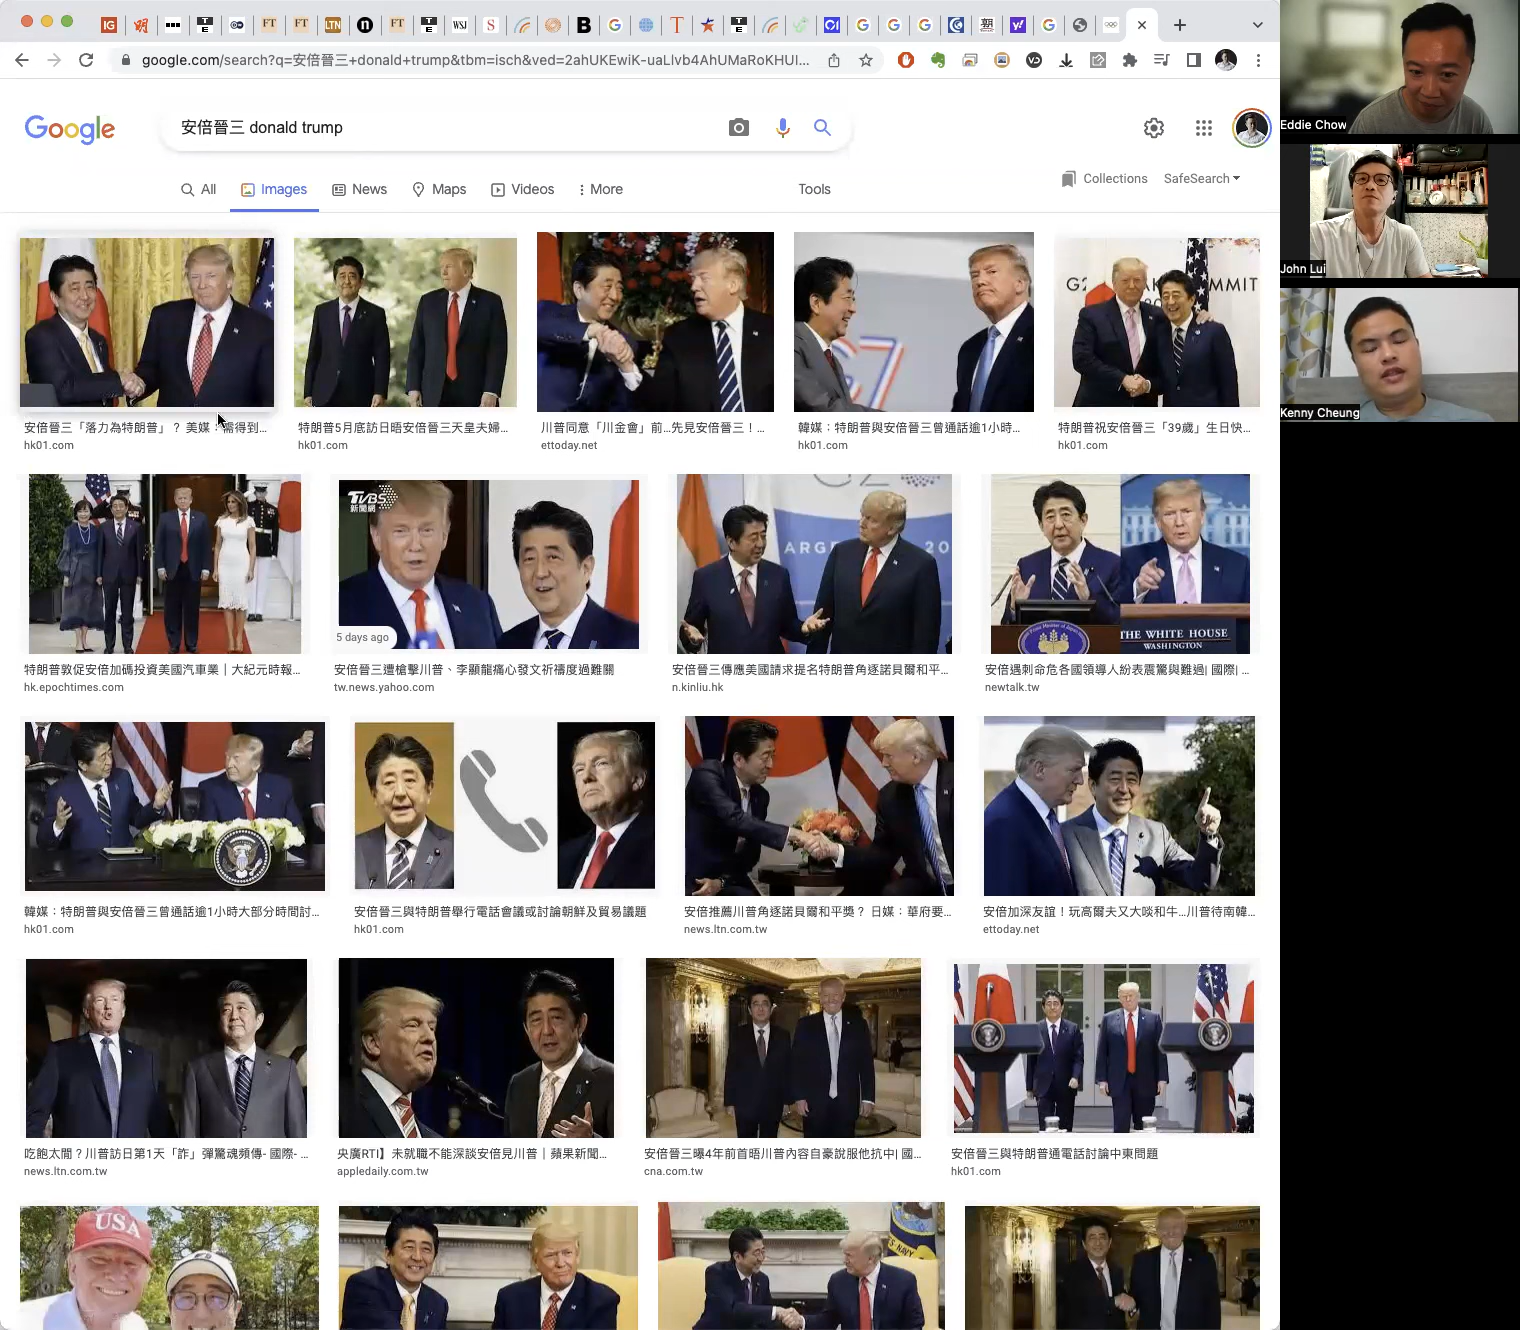 google.com/search?q=安倍晉三+donald+trump&tbm=isch&ved=2ahUKEwiK-uaLlvb4AhUMaRoKHUI...
Google
安倍晉三 donald trump
All
Images
News
Maps
Videos
More
Tools
Collections
SafeSearch
Eddie Chow
John Lui
Kenny Cheung
安倍晉三「落力為特朗普」? 美媒:
hk01.com
特朗普5月底訪日晤安倍晉三天皇夫婦...
hk01.com
川普同意「川金會」前...先見安倍晉三!...
ettoday.net
韓媒:特朗普與安倍晉三曾通話逾1小時...
hk01.com
特朗普祝安倍晉三「39歲」生日快...
hk01.com
TVBS
新聞網
5 days ago
ARGE
20
THE WHITE HOUSE
WASHINGTON
特朗普敦促安倍加碼投資美國汽車業|大紀元時報...
hk.epochtimes.com
安倍晉三遭槍擊川普、李顯龍痛心發文祈禱度過難關
tw.news.yahoo.com
安倍晉三傳應美國請求提名特朗普角逐諾貝爾和平...
n.kinliu.hk
安倍遇刺命危各國領導人紛表震驚與難過| 國際| ...
newtalk.tw
韓媒:特朗普與安倍晉三曾通話逾1小時大部分時間討...
hk01.com
安倍晉三與特朗普舉行電話會議或討論朝鮮及貿易議題
hk01.com
安倍推薦川普角逐諾貝爾和平獎? 日媒:華府要...
news.ltn.com.tw
安倍加深友誼!玩高爾夫又大啖和牛...川普待南韓...
ettoday.net
吃飽太閒?川普訪日第1天「詐」彈驚魂頻傳- 國際- ...
news.ltn.com.tw
央廣RTI】未就職不能深談安倍見川普|蘋果新聞...
appledaily.com.tw
安倍晉三曝4年前首晤川普內容自豪說服他抗中| 國...
cna.com.tw
安倍晉三與特朗普通電話討論中東問題
hk01.com
USA